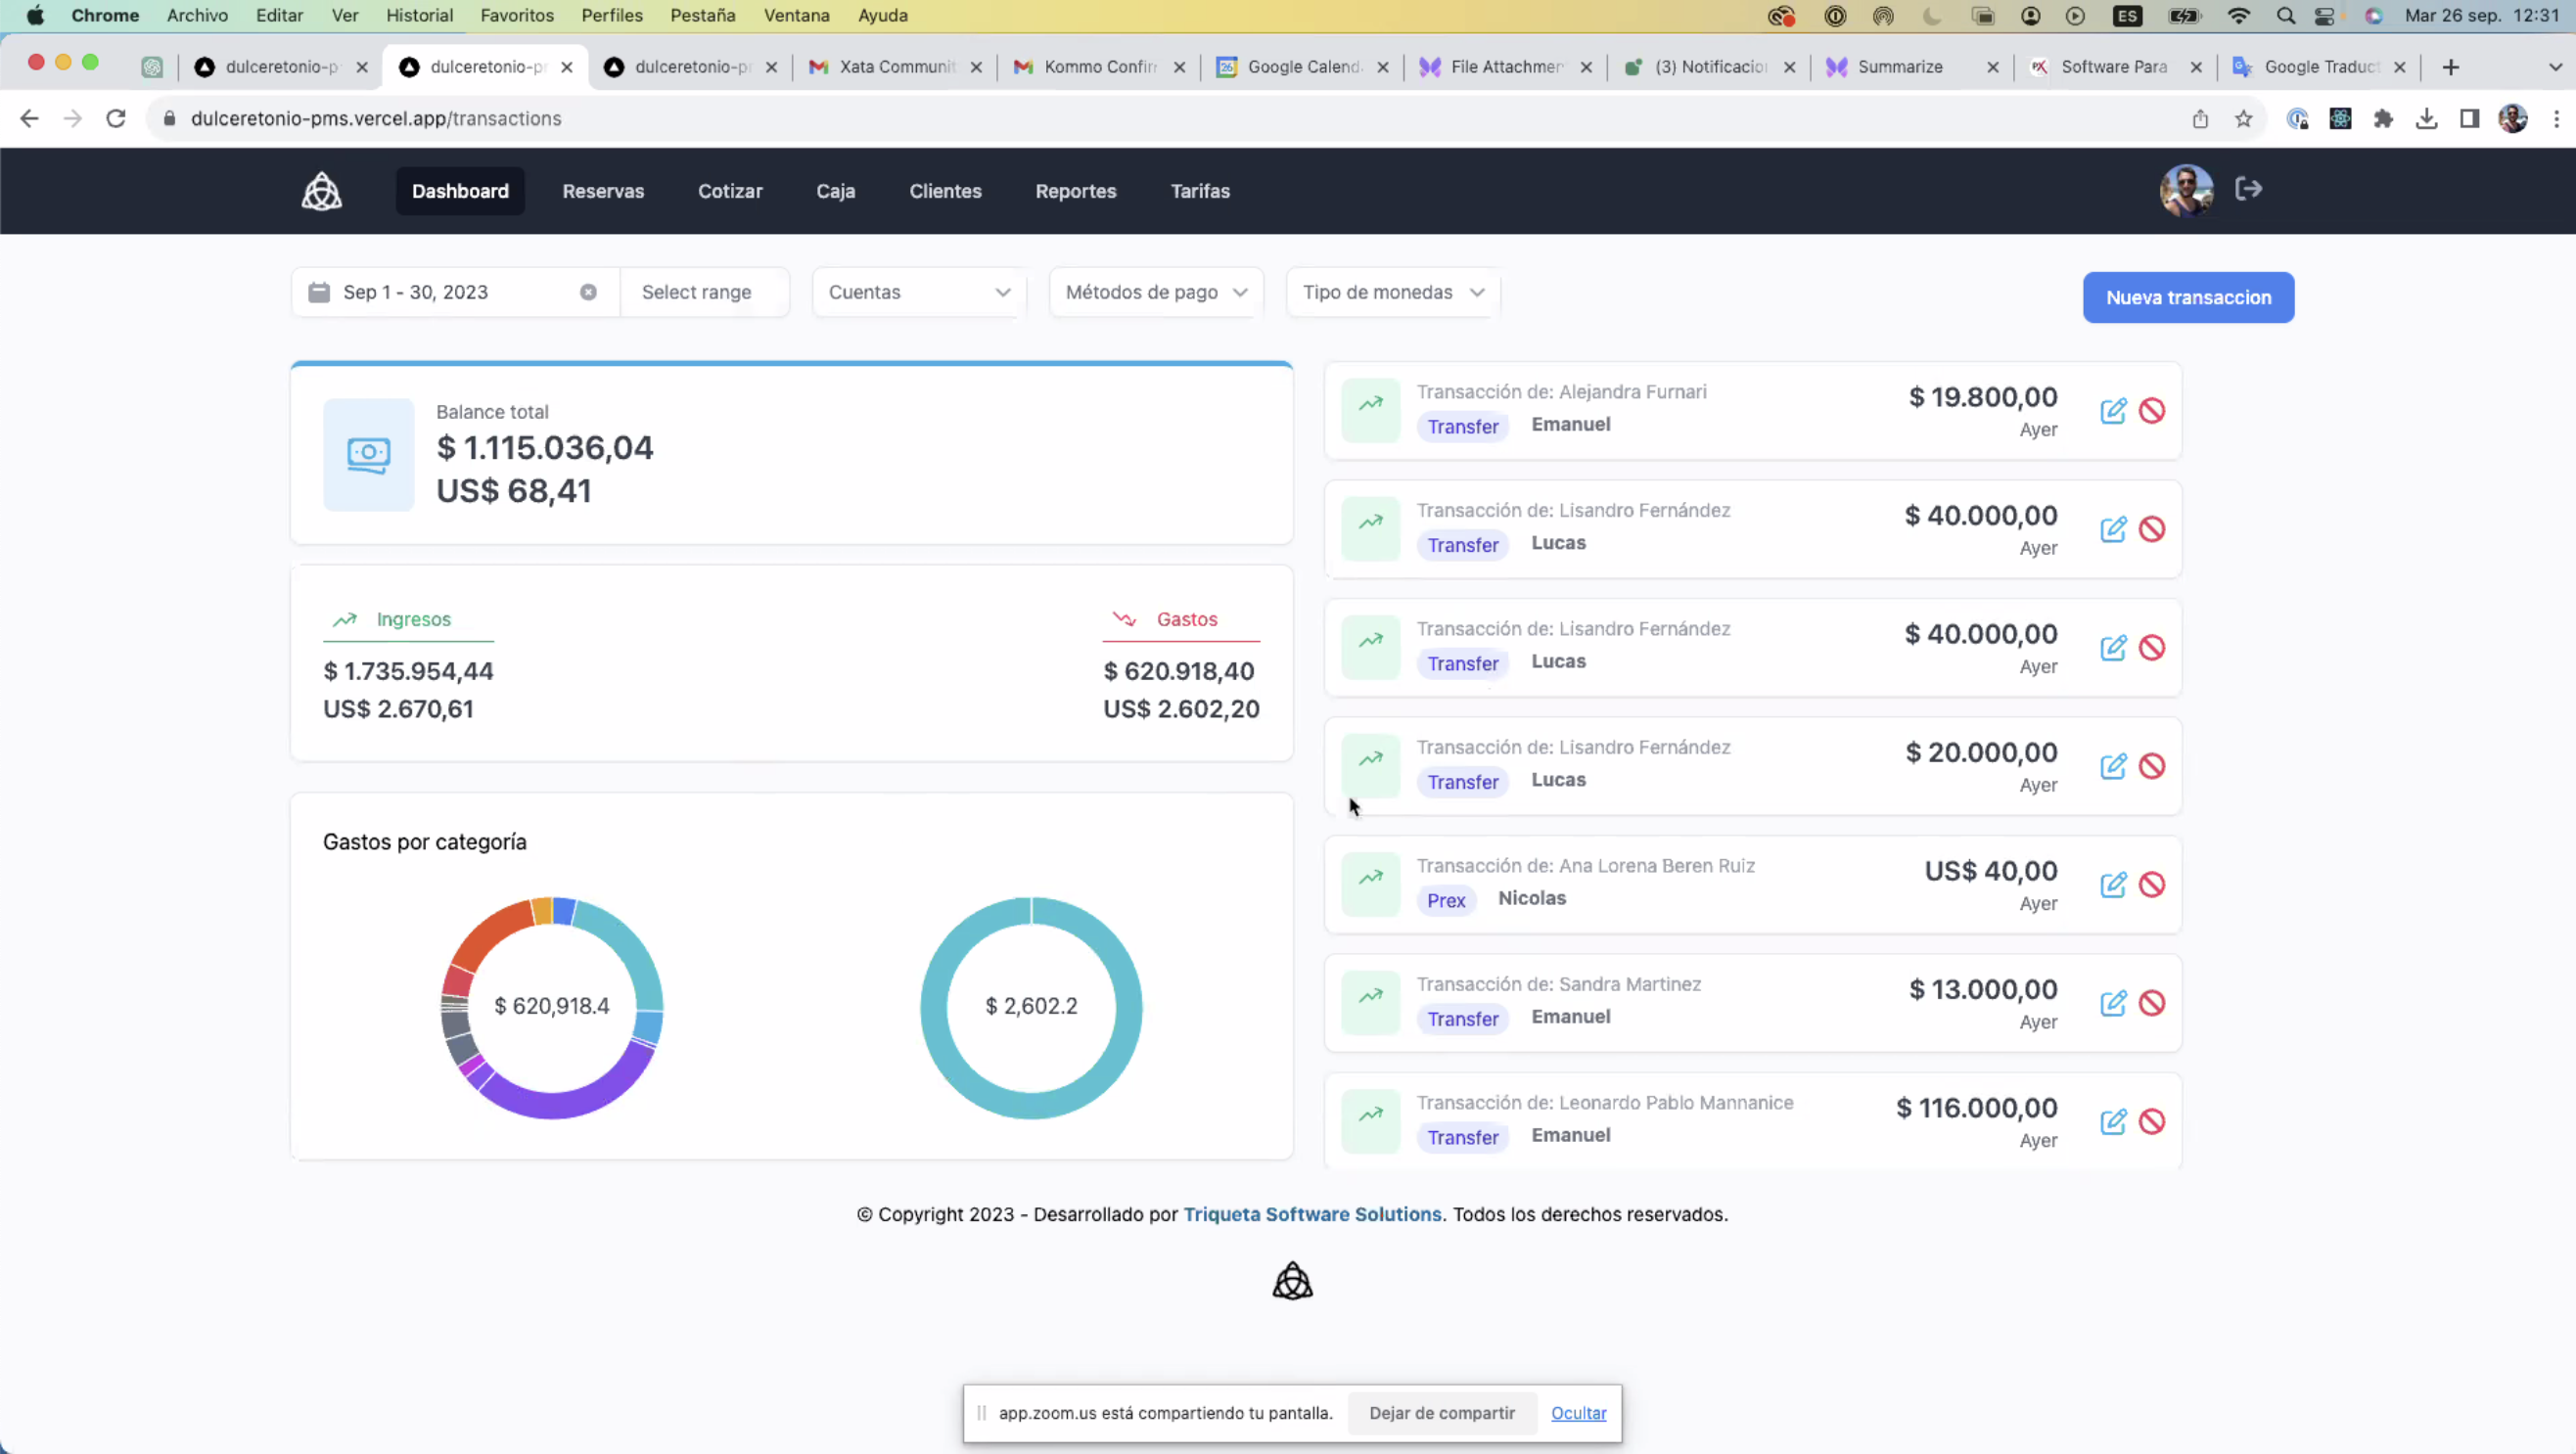 Chrome Archivo Editar Ver Historial Favoritos Perfiles Pestaña Ventana Ayuda ES Mar 26 sep. 12:31
dulceretonio-p dulceretonio-pr dulceretonio-pr Xata Communit Kommo Confir Google Calend File Attachmen (3) Notificacio Summarize Software Para Google Traduct
dulceretonio-pms.vercel.app/transactions
Dashboard Reservas Cotizar Caja Clientes Reportes Tarifas
Sep 1 - 30, 2023 Select range Cuentas Métodos de pago Tipo de monedas Nueva transaccion
Balance total
$ 1.115.036,04
US$ 68,41
Ingresos
$ 1.735.954,44
US$ 2.670,61
Gastos
$ 620.918,40
US$ 2.602,20
Gastos por categoría
$ 620,918.4
$ 2,602.2
Transacción de: Alejandra Furnari
Transfer Emanuel
$ 19.800,00
Ayer
Transacción de: Lisandro Fernández
Transfer Lucas
$ 40.000,00
Ayer
Transacción de: Lisandro Fernández
Transfer Lucas
$ 40.000,00
Ayer
Transacción de: Lisandro Fernández
Transfer Lucas
$ 20.000,00
Ayer
Transacción de: Ana Lorena Beren Ruiz
Prex Nicolas
US$ 40,00
Ayer
Transacción de: Sandra Martinez
Transfer Emanuel
$ 13.000,00
Ayer
Transacción de: Leonardo Pablo Mannanice
Transfer Emanuel
$ 116.000,00
Ayer
© Copyright 2023 - Desarrollado por Triqueta Software Solutions. Todos los derechos reservados.
app.zoom.us está compartiendo tu pantalla. Dejar de compartir Ocultar